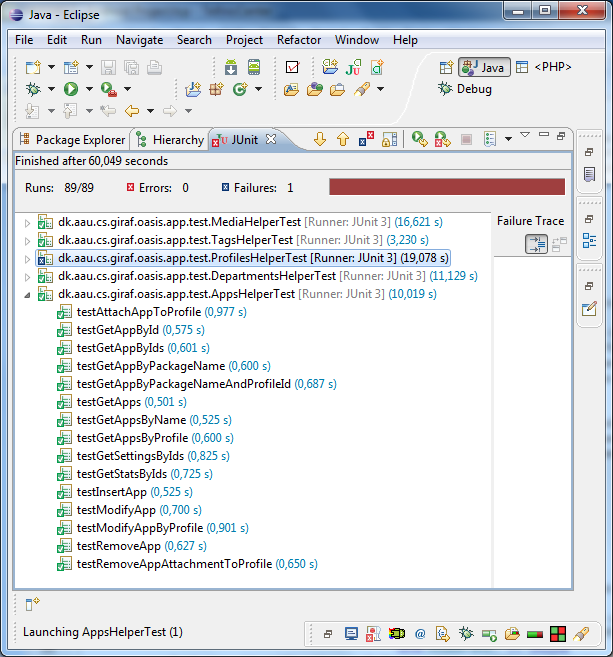 Java - Eclipse
File Edit Run Navigate Search Project Refactor Window Help
Java <PHP>
Debug
Package Explorer Hierarchy JUnit
Finished after 60,049 seconds
Runs: 89/89 Errors: 0 Failures: 1
dk.aau.cs.giraf.oasis.app.test.MediaHelperTest [Runner: JUnit 3] (16,621 s)
Failure Trace
dk.aau.cs.giraf.oasis.app.test.TagsHelperTest [Runner: JUnit 3] (3,230 s)
dk.aau.cs.giraf.oasis.app.test.ProfilesHelperTest [Runner: JUnit 3] (19,078 s)
dk.aau.cs.giraf.oasis.app.test.DepartmentsHelperTest [Runner: JUnit 3] (11,129 s)
dk.aau.cs.giraf.oasis.app.test.AppsHelperTest [Runner: JUnit 3] (10,019 s)
testAttachAppToProfile (0,977 s)
testGetAppById (0,575 s)
testGetAppByIds (0,601 s)
testGetAppByPackageName (0,600 s)
testGetAppByPackageNameAndProfileId (0,687 s)
testGetApps (0,501 s)
testGetAppsByName (0,525 s)
testGetAppsByProfile (0,600 s)
testGetSettingsByIds (0,825 s)
testGetStatsByIds (0,725 s)
testInsertApp (0,525 s)
testModifyApp (0,700 s)
testModifyAppByProfile (0,901 s)
testRemoveApp (0,627 s)
testRemoveAppAttachmentToProfile (0,650 s)
Launching AppsHelperTest (1)